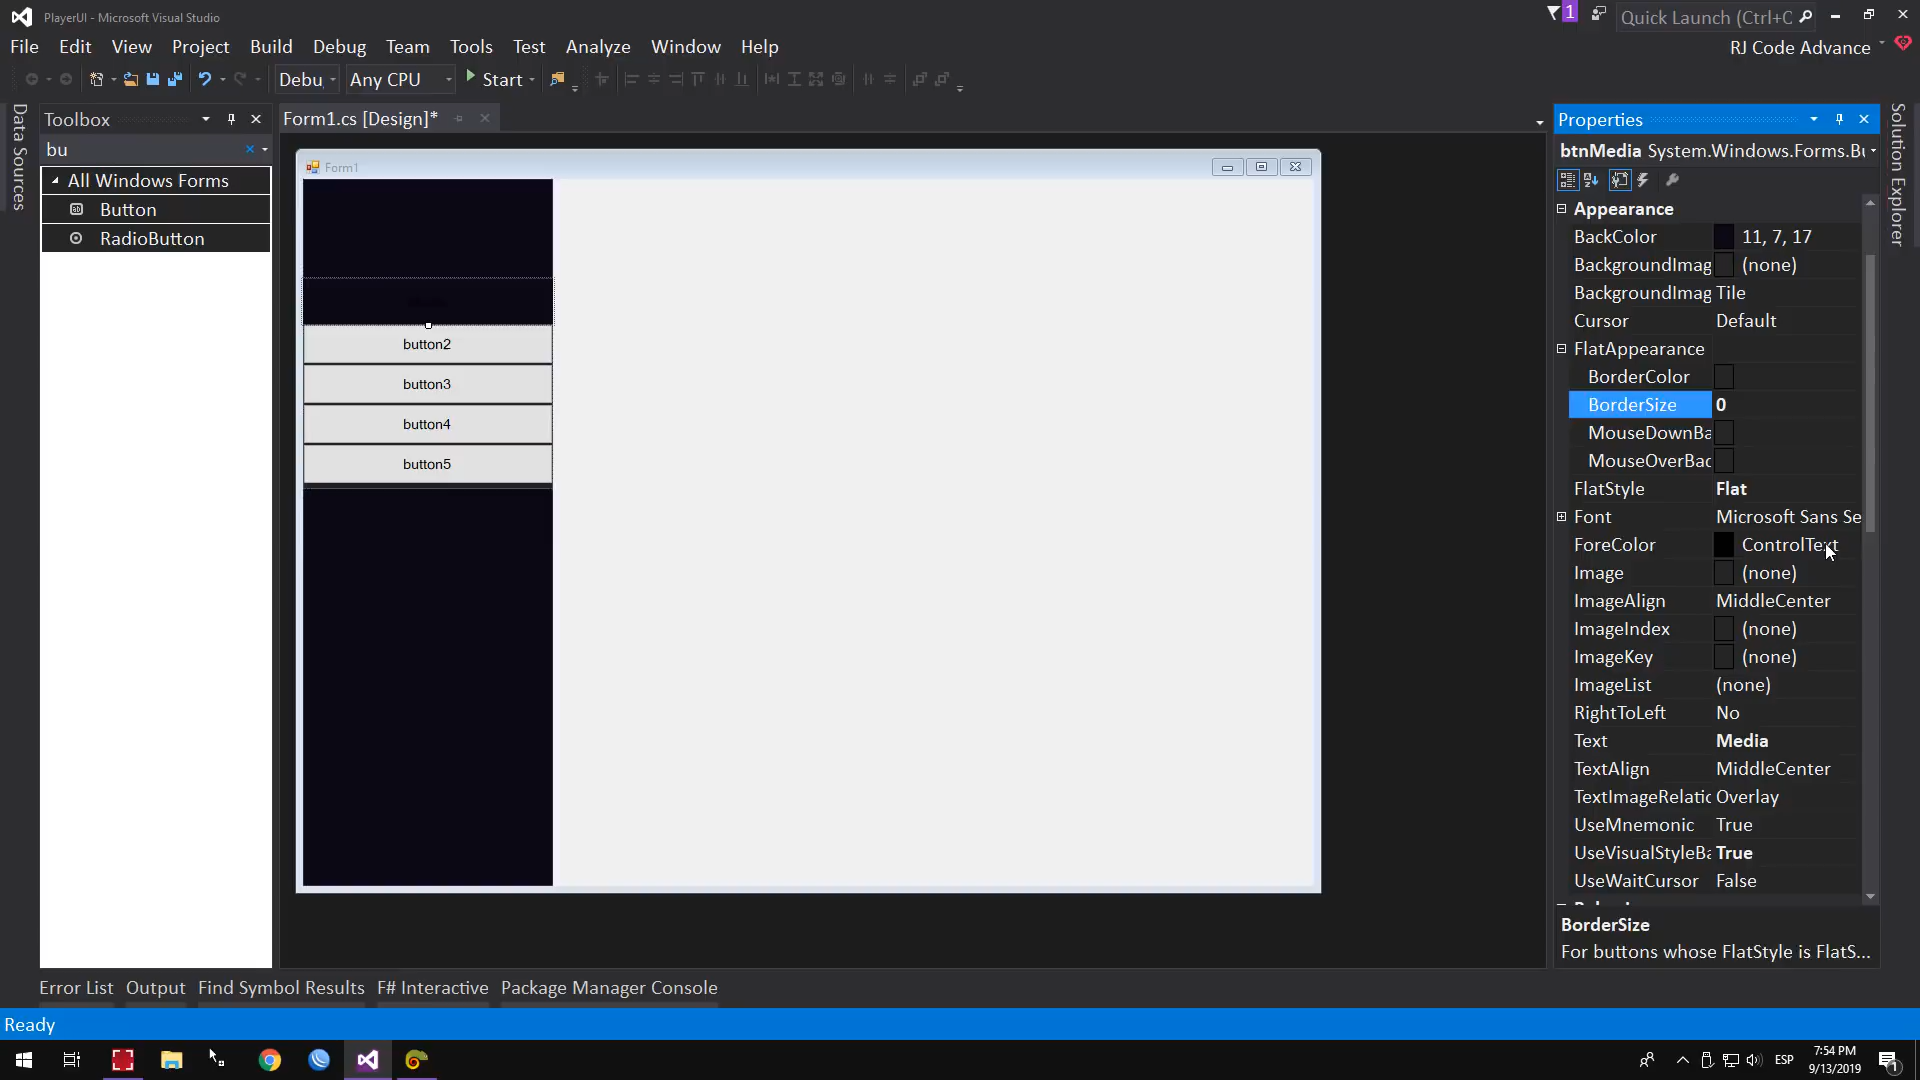 PlayerUI - Microsoft Visual Studio
1
Quick Launch (Ctrl+C
File Edit View Project Build Debug Team Tools Test Analyze Window Help
RJ Code Advance
Debu Any CPU Start
Data Sources
Toolbox
Form1.cs [Design]*
Properties
Solution Explorer
bu
btnMedia System.Windows.Forms.Bu
All Windows Forms
Button
RadioButton
Form1
button2
button3
button4
button5
Appearance
BackColor 11, 7, 17
BackgroundImag (none)
BackgroundImag Tile
Cursor Default
FlatAppearance
BorderColor
BorderSize 0
MouseDownBa
MouseOverBac
FlatStyle Flat
Font Microsoft Sans Se
ForeColor ControlText
Image (none)
ImageAlign MiddleCenter
ImageIndex (none)
ImageKey (none)
ImageList (none)
RightToLeft No
Text Media
TextAlign MiddleCenter
TextImageRelatic Overlay
UseMnemonic True
UseVisualStyleBa True
UseWaitCursor False
BorderSize
For buttons whose FlatStyle is FlatS...
Error List Output Find Symbol Results F# Interactive Package Manager Console
Ready
ESP
7:54 PM
9/13/2019
1